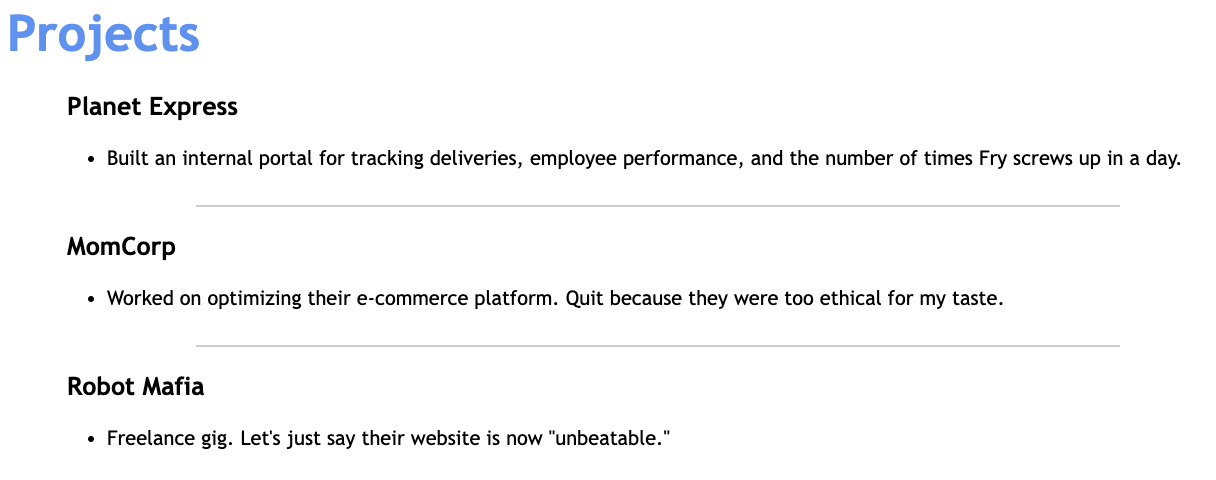 Projects
Planet Express
• Built an internal portal for tracking deliveries, employee performance, and the number of times Fry screws up in a day.
MomCorp
• Worked on optimizing their e-commerce platform. Quit because they were too ethical for my taste.
Robot Mafia
• Freelance gig. Let's just say their website is now "unbeatable."